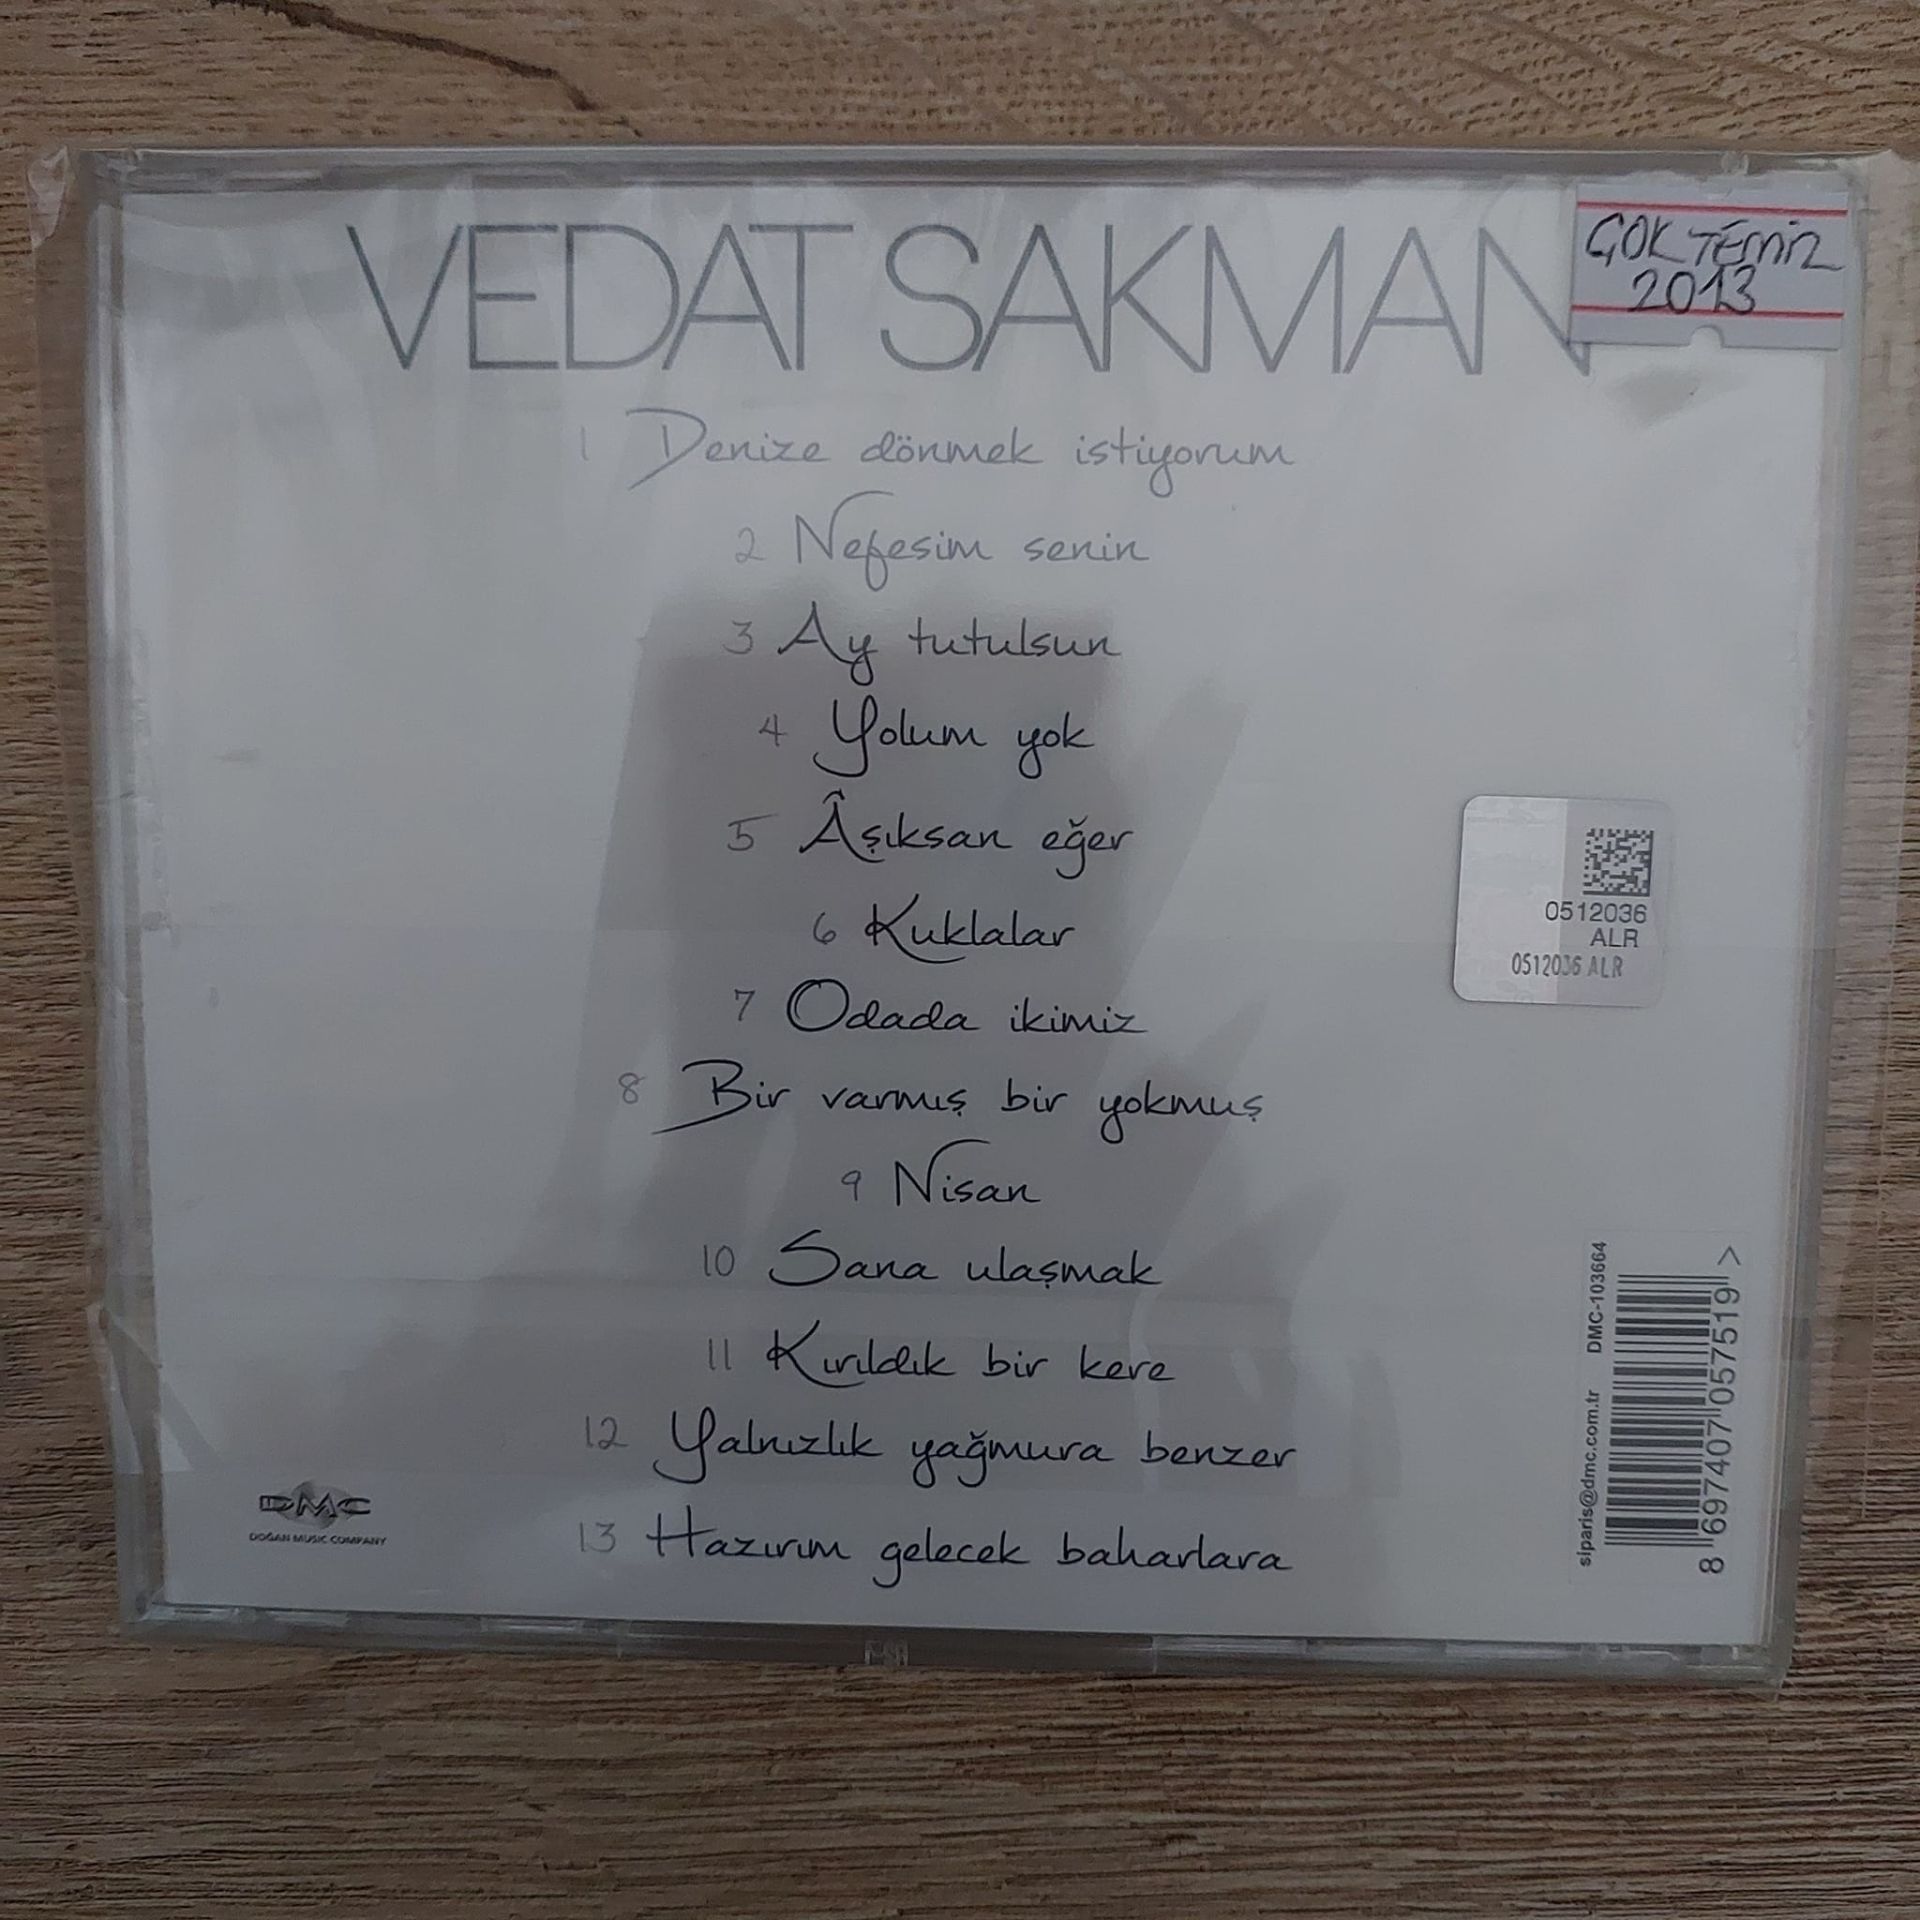 VEDAT SAKMAN
ÇOK TEMİZ
2013
1 Denize dönmek istiyorum
2 Nefesim senin
3 Ay tutulsun
4 Yolum yok
5 Âşıksan eğer
6 Kuklalar
7 Odada ikimiz
8 Bir varmış bir yokmuş
9 Nisan
10 Sana ulaşmak
11 Kırıldık bir kere
12 Yalnızlık yağmura benzer
13 Hazırım gelecek baharlara
0512036
ALR
0512036 ALR
DMC
DOĞAN MUSIC COMPANY
siparis@dmc.com.tr DMC-103664
8 697407 057519 >